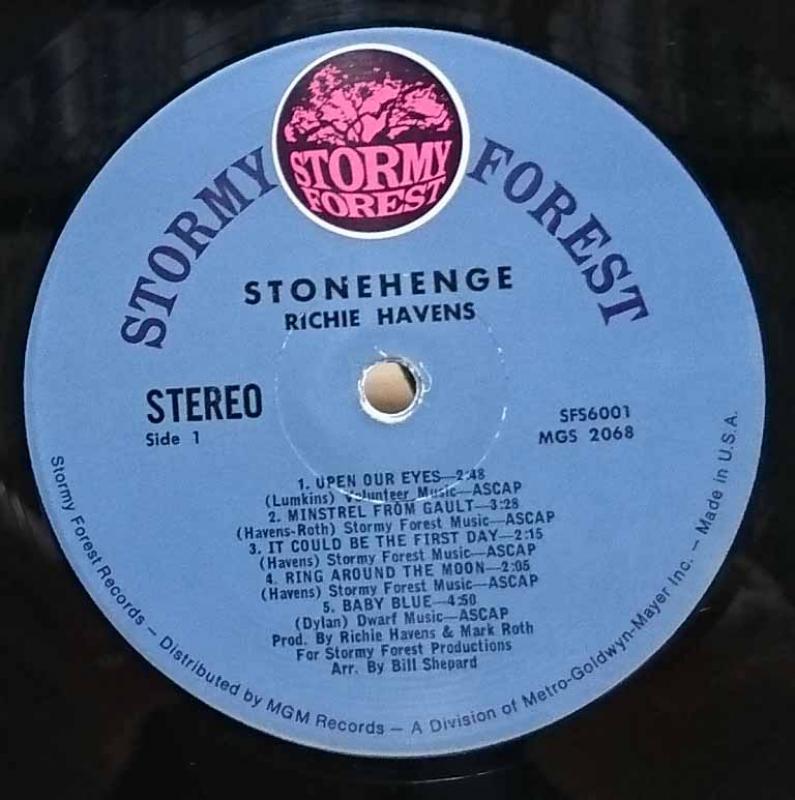 STORMY FOREST
STORMY FOREST
STONEHENGE
RICHIE HAVENS
STEREO
Side 1
SFS6001
MGS 2068
1. UPEN OUR EYES—2:48
(Lumkins) Volunteer Music—ASCAP
2. MINSTREL FROM GAULT—3:28
(Havens-Roth) Stormy Forest Music—ASCAP
3. IT COULD BE THE FIRST DAY—2:15
(Havens) Stormy Forest Music—ASCAP
4. RING AROUND THE MOON—2:05
(Havens) Stormy Forest Music—ASCAP
5. BABY BLUE—4:50
(Dylan) Dwarf Music—ASCAP
Prod. By Richie Havens & Mark Roth
For Stormy Forest Productions
Arr. By Bill Shepard
Stormy Forest Records – Distributed by MGM Records – A Division of Metro-Goldwyn-Mayer Inc. – Made in U.S.A.